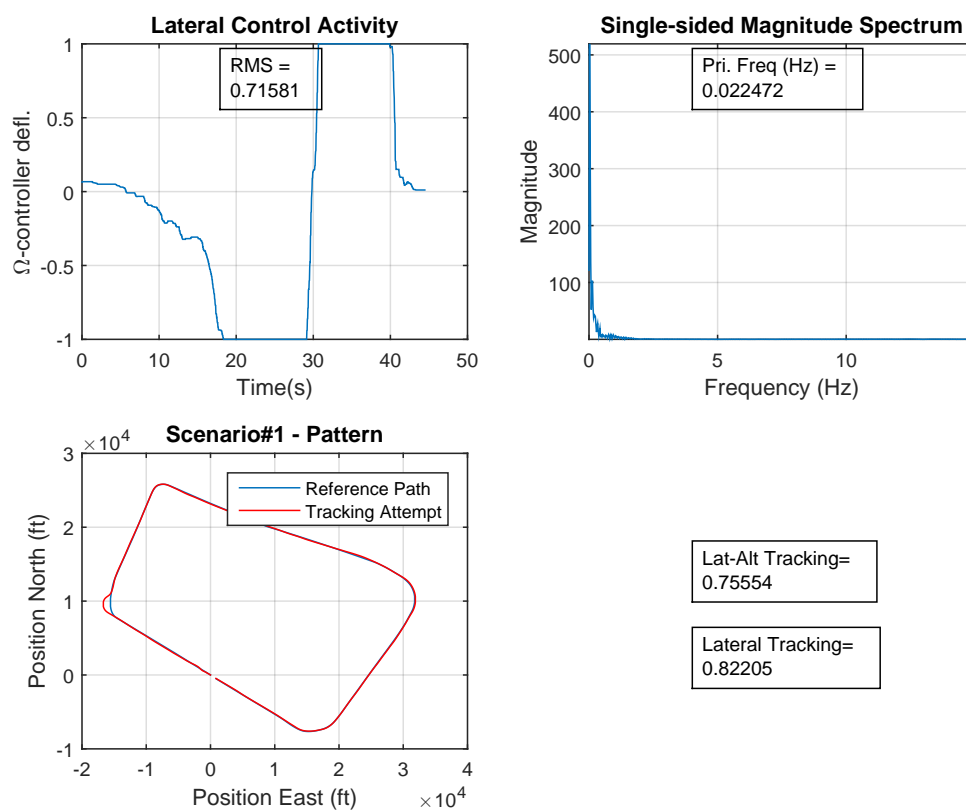 Lateral Control Activity
1
0.5
0
-0.5
-1
Ω-controller defl.
RMS =
0.71581
0 10 20 30 40 50
Time(s)
Single-sided Magnitude Spectrum
500
400
300
200
100
Magnitude
Pri. Freq (Hz) =
0.022472
0 5 10
Frequency (Hz)
Scenario#1 - Pattern
×10⁴
3
2
1
0
-1
Position North (ft)
Reference Path
Tracking Attempt
-2 -1 0 1 2 3 4
Position East (ft)
×10⁴
Lat-Alt Tracking=
0.75554
Lateral Tracking=
0.82205